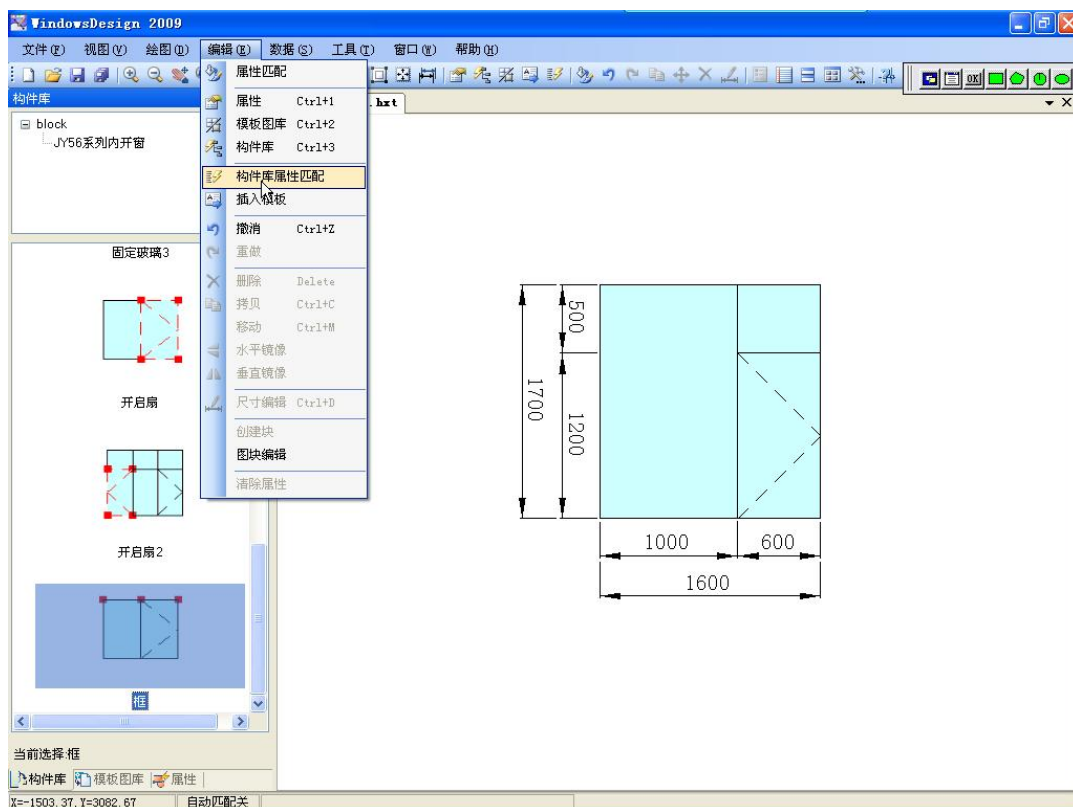 WindowsDesign 2009
文件(F) 视图(V) 绘图(D) 编辑(E) 数据(S) 工具(T) 窗口(W) 帮助(H)
OK
构件库
.hxt
block
JY56系列内开窗
属性匹配
属性 Ctrl+1
模板图库 Ctrl+2
构件库 Ctrl+3
构件库属性匹配
插入模板
撤消 Ctrl+Z
重做
删除 Delete
拷贝 Ctrl+C
移动 Ctrl+M
水平镜像
垂直镜像
尺寸编辑 Ctrl+D
创建块
图块编辑
清除属性
固定玻璃3
开启扇
开启扇2
框
500
1700
1200
1000 600
1600
当前选择:框
构件库 模板图库 属性
X=-1503.37,Y=3082.67 自动匹配关